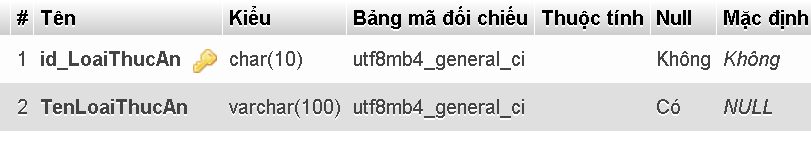 # Tên Kiểu Bảng mã đối chiếu Thuộc tính Null Mặc định
1 id_LoaiThucAn char(10) utf8mb4_general_ci Không Không
2 TenLoaiThucAn varchar(100) utf8mb4_general_ci Có NULL